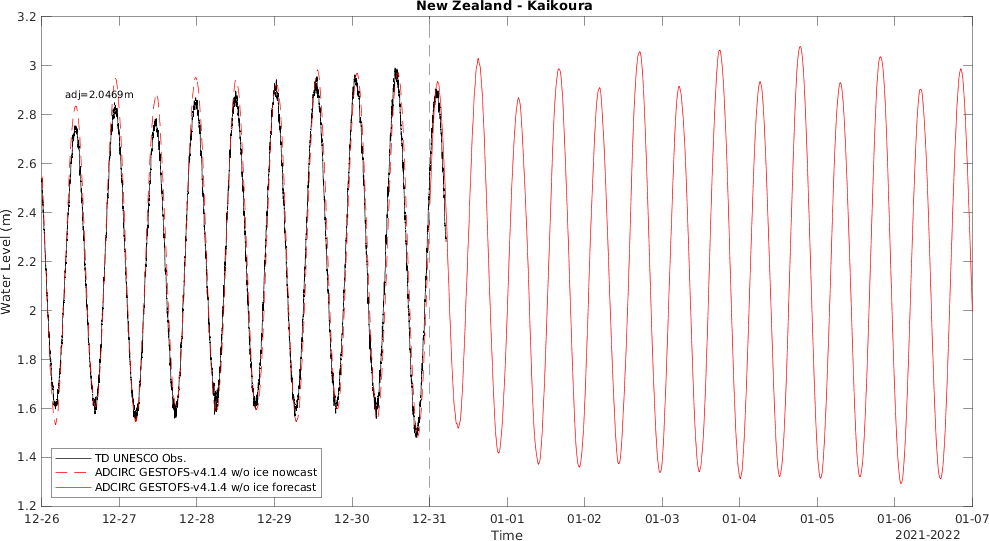 New Zealand - Kaikoura
3.2
3
2.8
2.6
2.4
2.2
2
1.8
1.6
1.4
1.2
Water Level (m)
adj=2.0469m
TD UNESCO Obs.
ADCIRC GESTOFS-v4.1.4 w/o ice nowcast
ADCIRC GESTOFS-v4.1.4 w/o ice forecast
12-26 12-27 12-28 12-29 12-30 12-31 01-01 01-02 01-03 01-04 01-05 01-06 01-07
Time
2021-2022